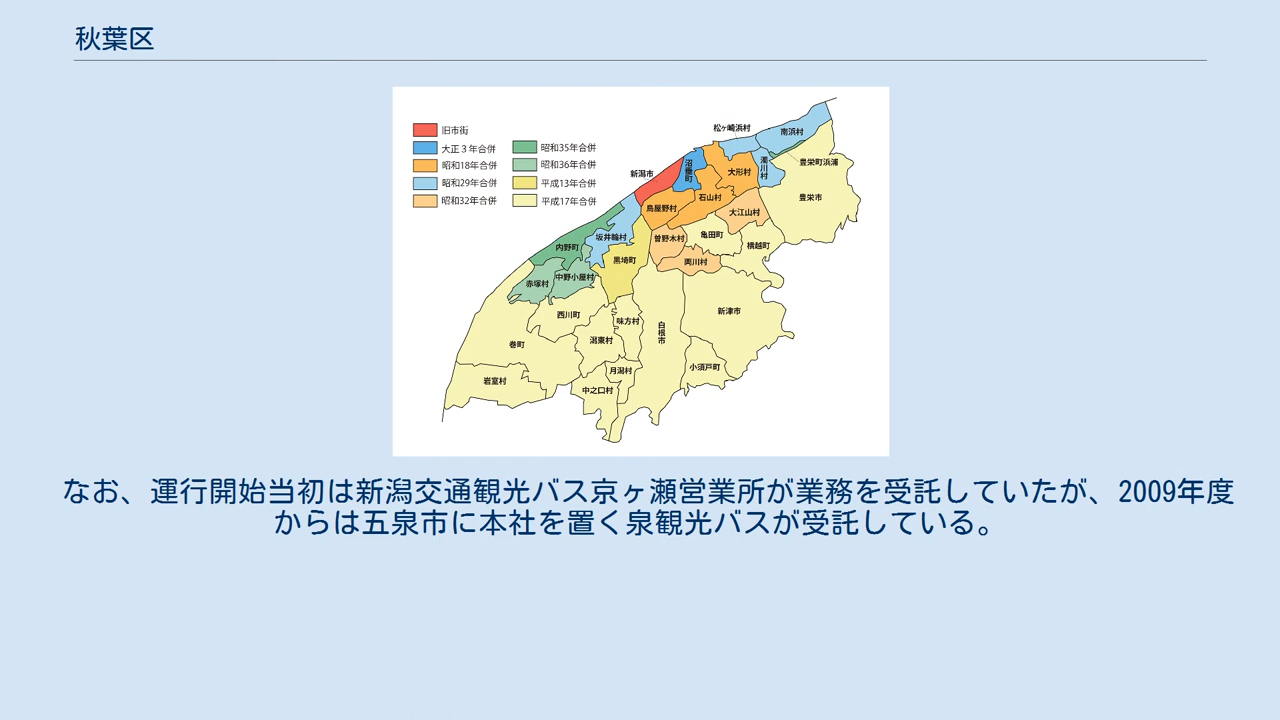 秋葉区
旧市街
大正3年合併
昭和18年合併
昭和29年合併
昭和32年合併
昭和35年合併
昭和36年合併
平成13年合併
平成17年合併
松ヶ崎浜村
南浜村
新潟市
沼垂町
大形村
濁川村
豊栄町浜浦
豊栄市
石山村
鳥屋野村
大江山村
坂井輪村
曽野木村
亀田町
横越町
内野町
黒埼町
両川村
赤塚村
中野小屋村
西川町
味方村
白根市
新津市
巻町
潟東村
小須戸町
岩室村
月潟村
中之口村
なお、運行開始当初は新潟交通観光バス京ヶ瀬営業所が業務を受託していたが、2009年度
からは五泉市に本社を置く泉観光バスが受託している。